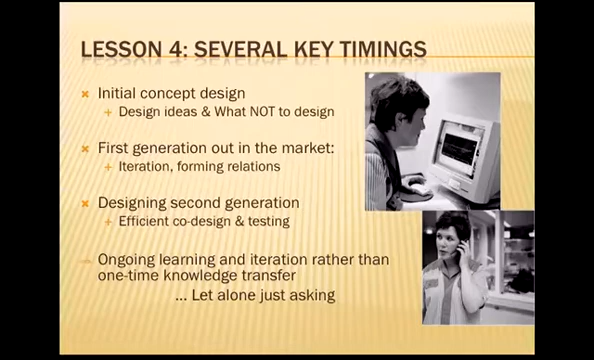 LESSON 4: SEVERAL KEY TIMINGS
Initial concept design
Design ideas & What NOT to design
First generation out in the market:
Iteration, forming relations
Designing second generation
Efficient co-design & testing
Ongoing learning and iteration rather than
one-time knowledge transfer
... Let alone just asking